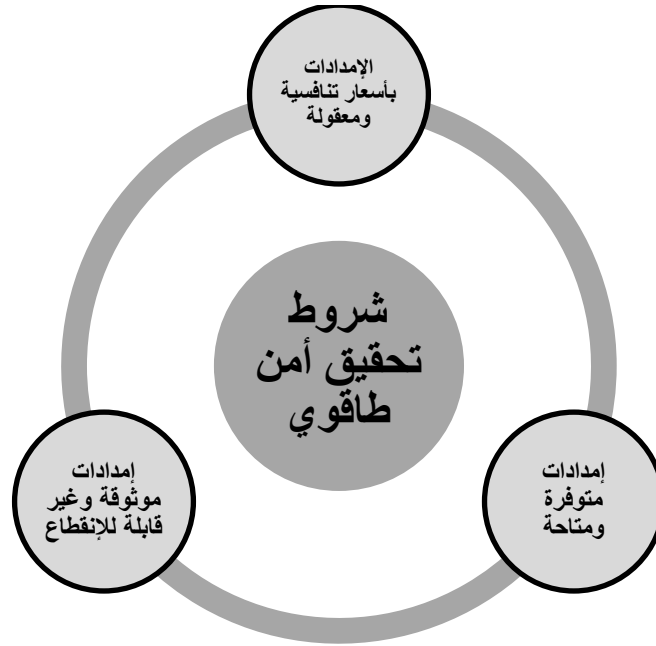 الإمدادات
بأسعار تنافسية
ومعقولة
شروط
تحقيق أمن
طاقوي
إمدادات
متوفرة
ومتاحة
إمدادات
موثوقة وغير
قابلة للإنقطاع